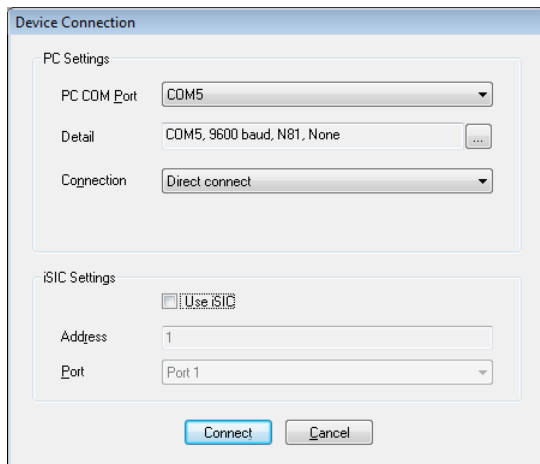 Device Connection
PC Settings
PC COM Port
COM5
Detail
COM5, 9600 baud, N81, None
...
Connection
Direct connect
iSIC Settings
Use iSIC
Address
1
Port
Port 1
Connect
Cancel